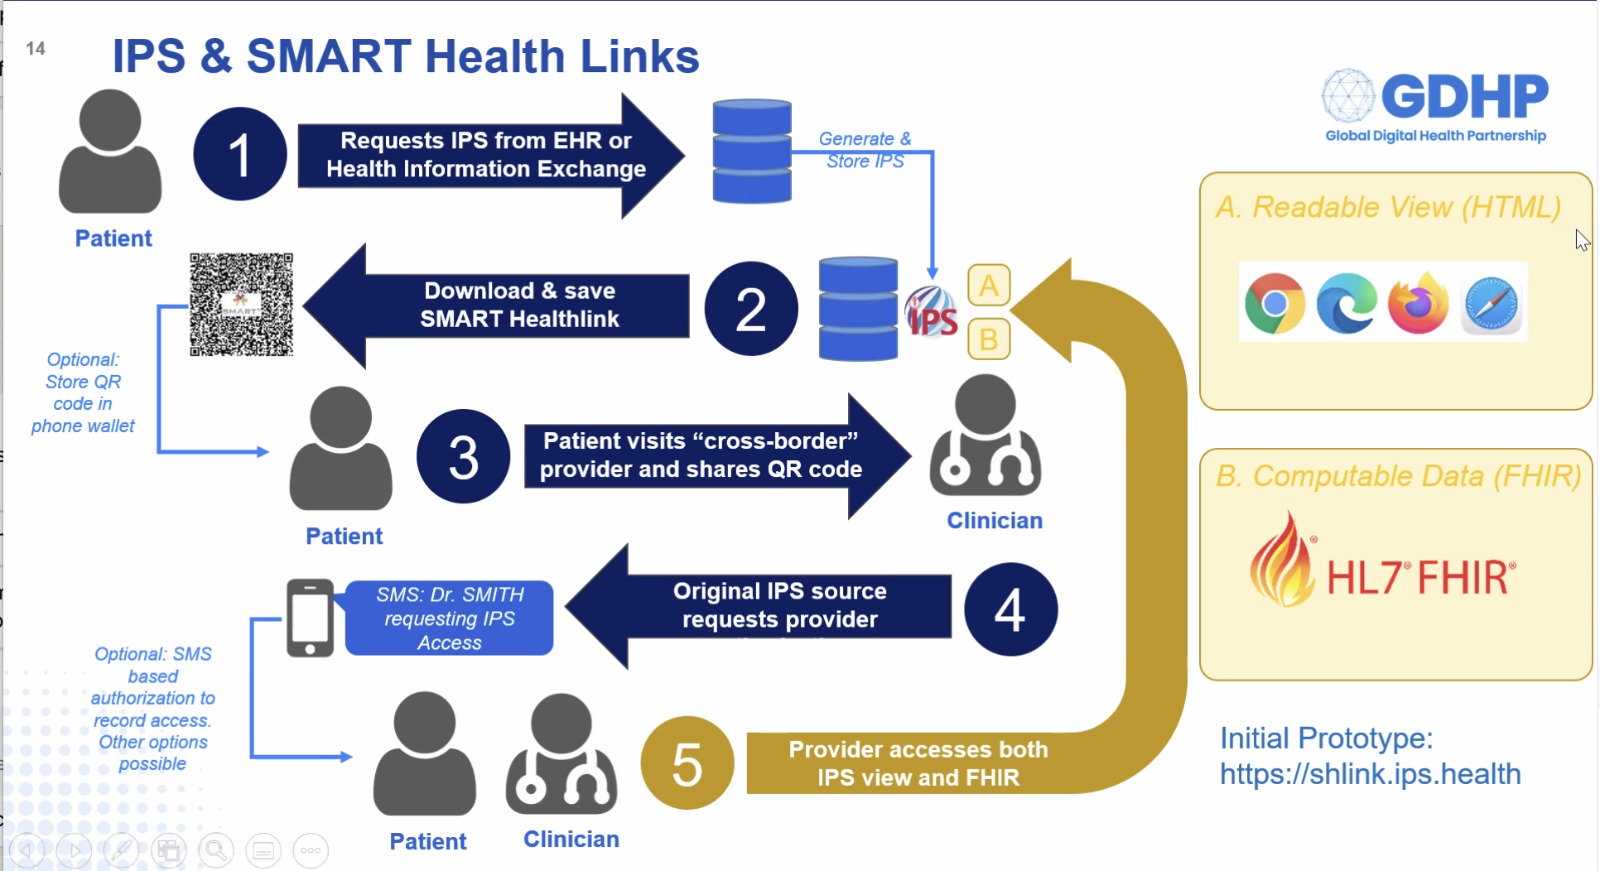 14
IPS & SMART Health Links
GDHP
Global Digital Health Partnership
1
Requests IPS from EHR or
Health Information Exchange
Generate &
Store IPS
Patient
SMART
Download & save
SMART Healthlink
2
IPS
A
B
Optional:
Store QR
code in
phone wallet
Patient
3
Patient visits “cross-border”
provider and shares QR code
Clinician
SMS: Dr. SMITH
requesting IPS
Access
Original IPS source
requests provider
4
Optional: SMS
based
authorization to
record access.
Other options
possible
Patient
Clinician
5
Provider accesses both
IPS view and FHIR
A. Readable View (HTML)
B. Computable Data (FHIR)
HL7® FHIR®
Initial Prototype:
https://shlink.ips.health